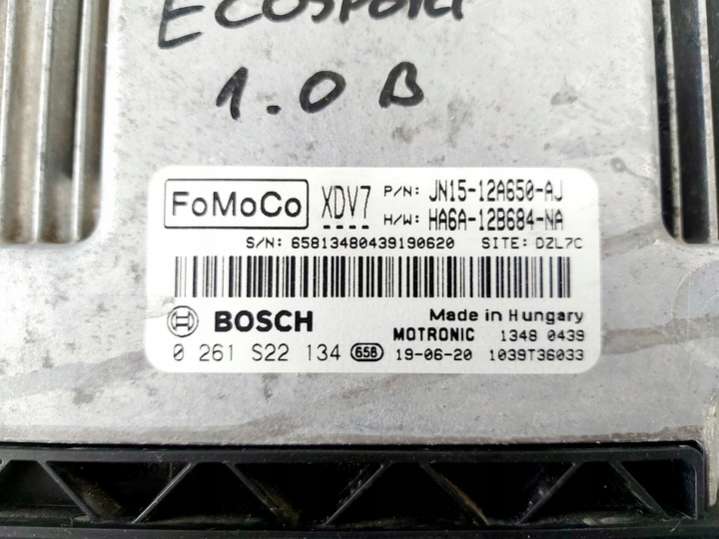 ECOSPORT
1.0 B
FoMoCo XDV7 P/N: JN15-12A650-AJ
H/W: HA6A-12B684-NA
S/N: 65813480439190620 SITE: DZL7C
BOSCH Made in Hungary
MOTRONIC 1348 0439
0 261 S22 134 658 19-06-20 1039T36033